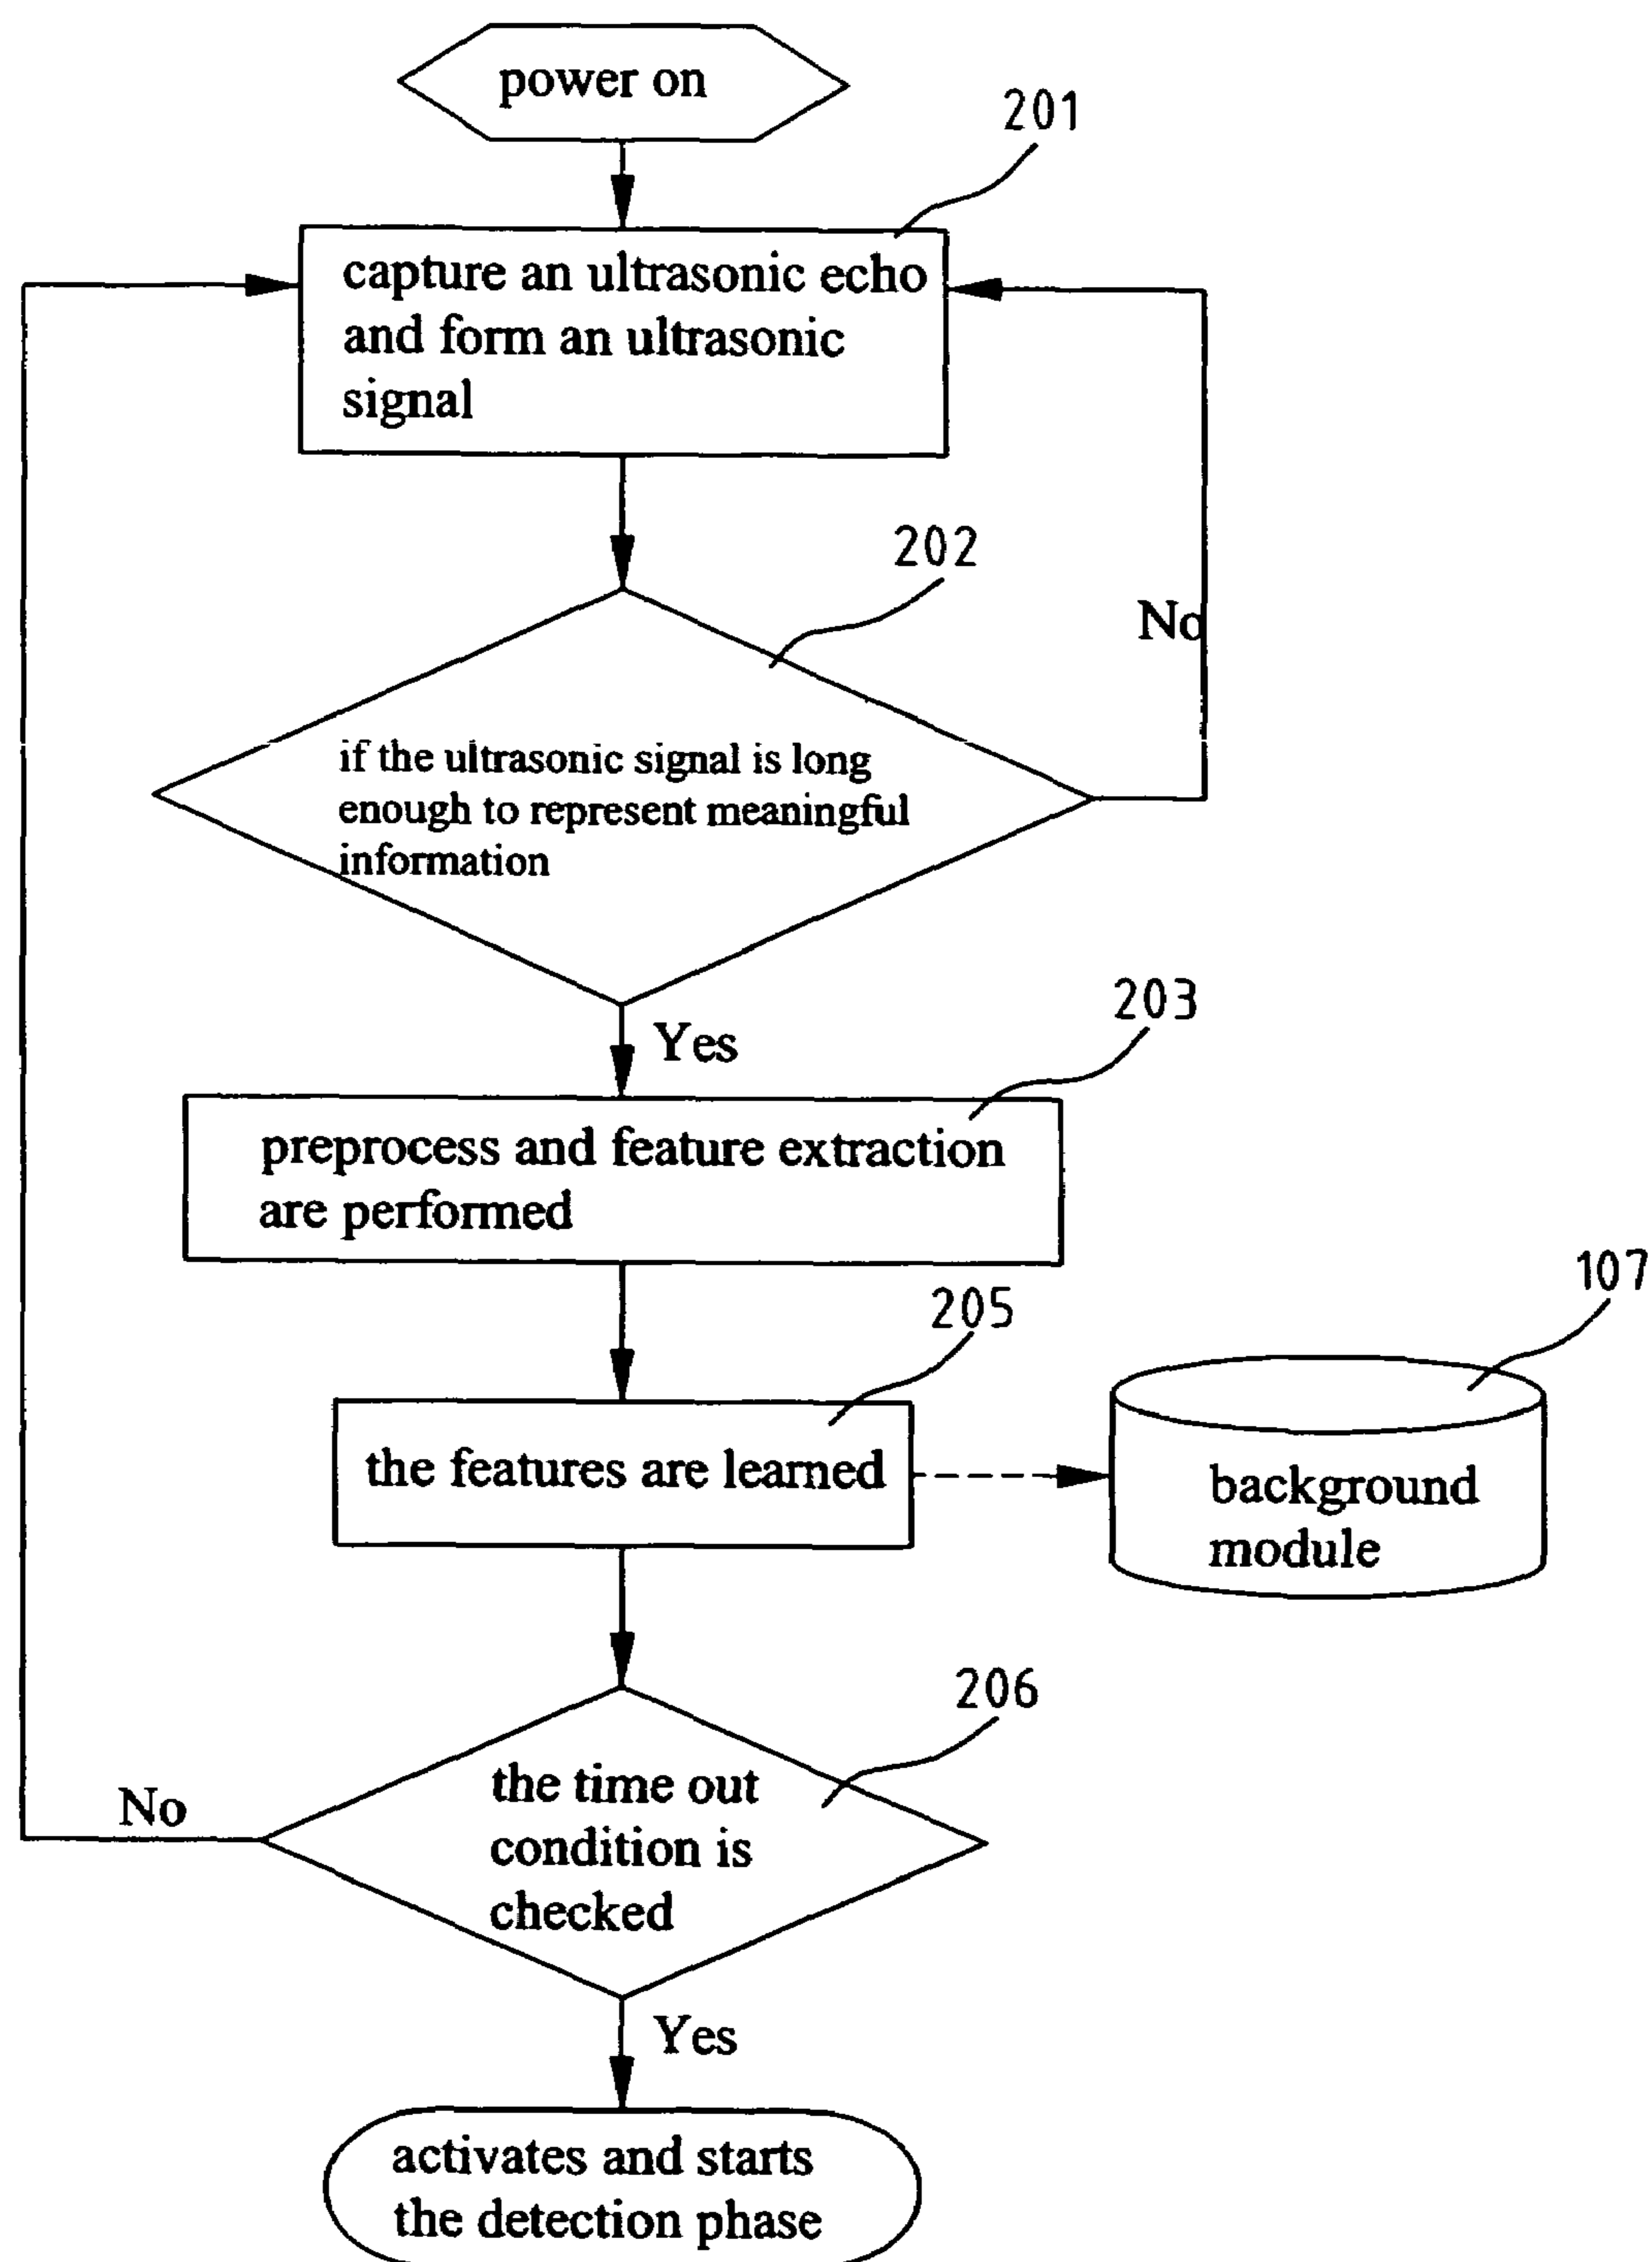 power on
201
capture an ultrasonic echo
and form an ultrasonic
signal
202
No
if the ultrasonic signal is long
enough to represent meaningful
information
Yes
203
preprocess and feature extraction
are performed
205
107
the features are learned
background
module
206
the time out
condition is
checked
No
Yes
activates and starts
the detection phase